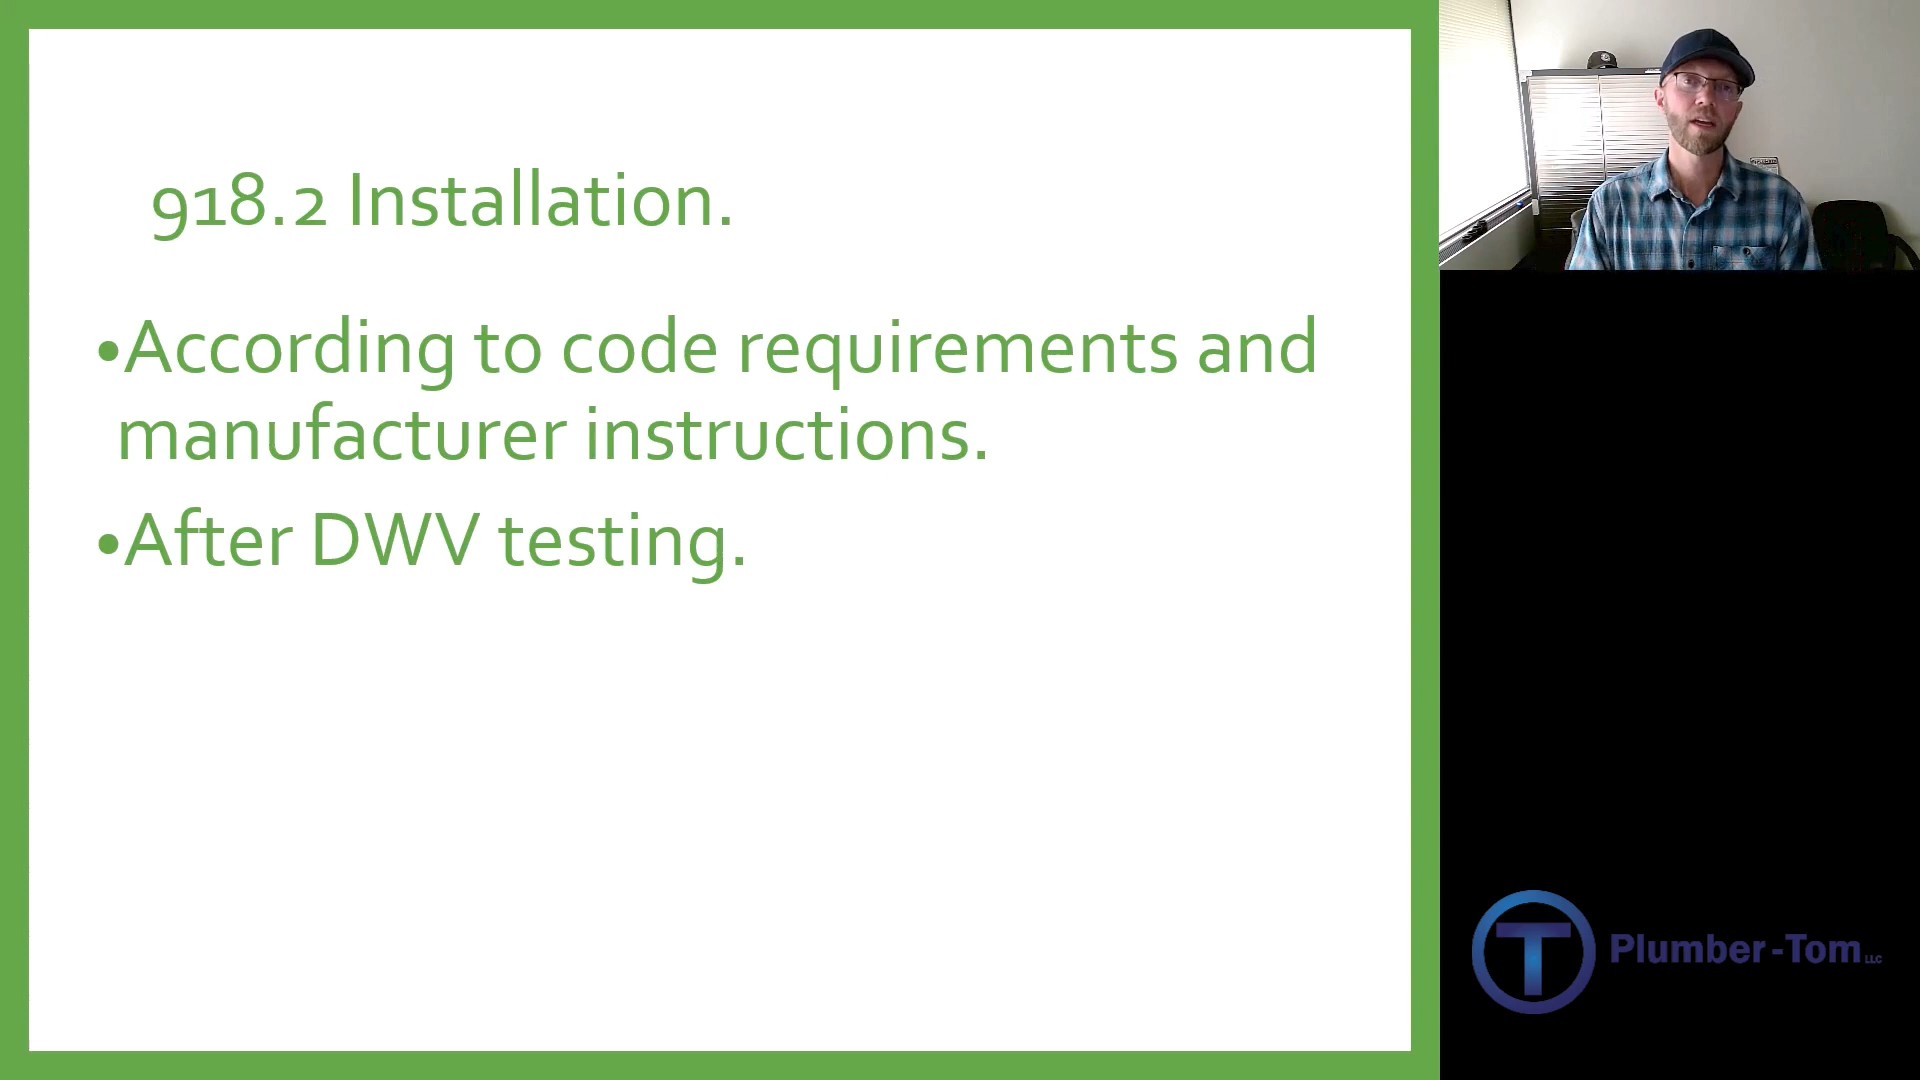 918.2 Installation.
•According to code requirements and
manufacturer instructions.
•After DWV testing.
T Plumber-Tom LLC